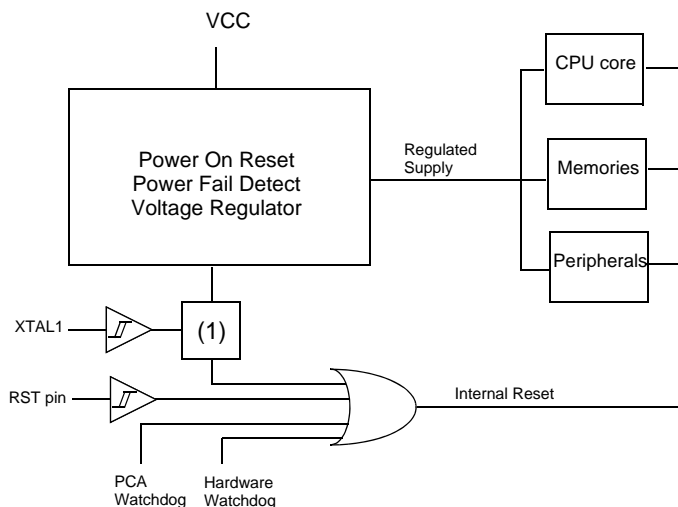 VCC
CPU core
Power On Reset
Power Fail Detect
Voltage Regulator
Regulated
Supply
Memories
Peripherals
XTAL1
(1)
RST pin
Internal Reset
PCA
Watchdog
Hardware
Watchdog